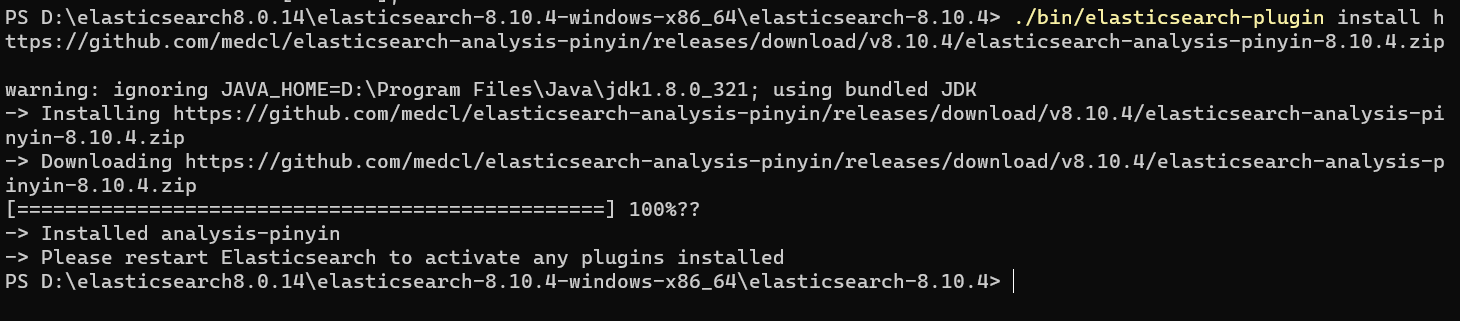 PS D:\elasticsearch8.0.14\elasticsearch-8.10.4-windows-x86_64\elasticsearch-8.10.4> ./bin/elasticsearch-plugin install h
ttps://github.com/medcl/elasticsearch-analysis-pinyin/releases/download/v8.10.4/elasticsearch-analysis-pinyin-8.10.4.zip
warning: ignoring JAVA_HOME=D:\Program Files\Java\jdk1.8.0_321; using bundled JDK
-> Installing https://github.com/medcl/elasticsearch-analysis-pinyin/releases/download/v8.10.4/elasticsearch-analysis-pi
nyin-8.10.4.zip
-> Downloading https://github.com/medcl/elasticsearch-analysis-pinyin/releases/download/v8.10.4/elasticsearch-analysis-p
inyin-8.10.4.zip
[=================================================] 100%??
-> Installed analysis-pinyin
-> Please restart Elasticsearch to activate any plugins installed
PS D:\elasticsearch8.0.14\elasticsearch-8.10.4-windows-x86_64\elasticsearch-8.10.4>